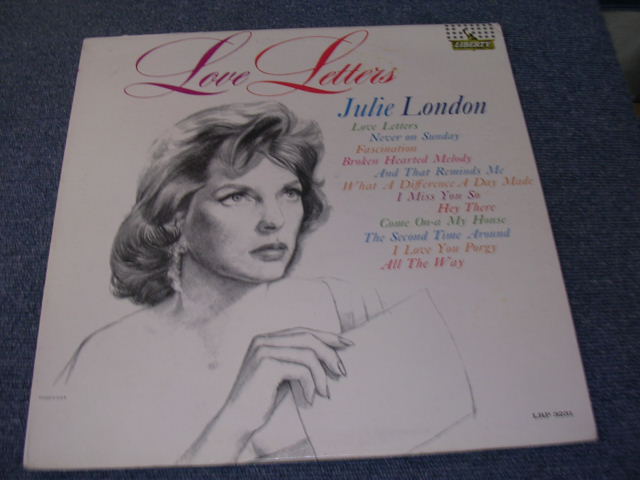 LIBERTY
Love Letters
Julie London
Love Letters
Never on Sunday
Fascination
Broken Hearted Melody
And That Reminds Me
What A Difference A Day Made
I Miss You So
Hey There
Come On-a My House
The Second Time Around
I Love You Porgy
All The Way
LRP 3231